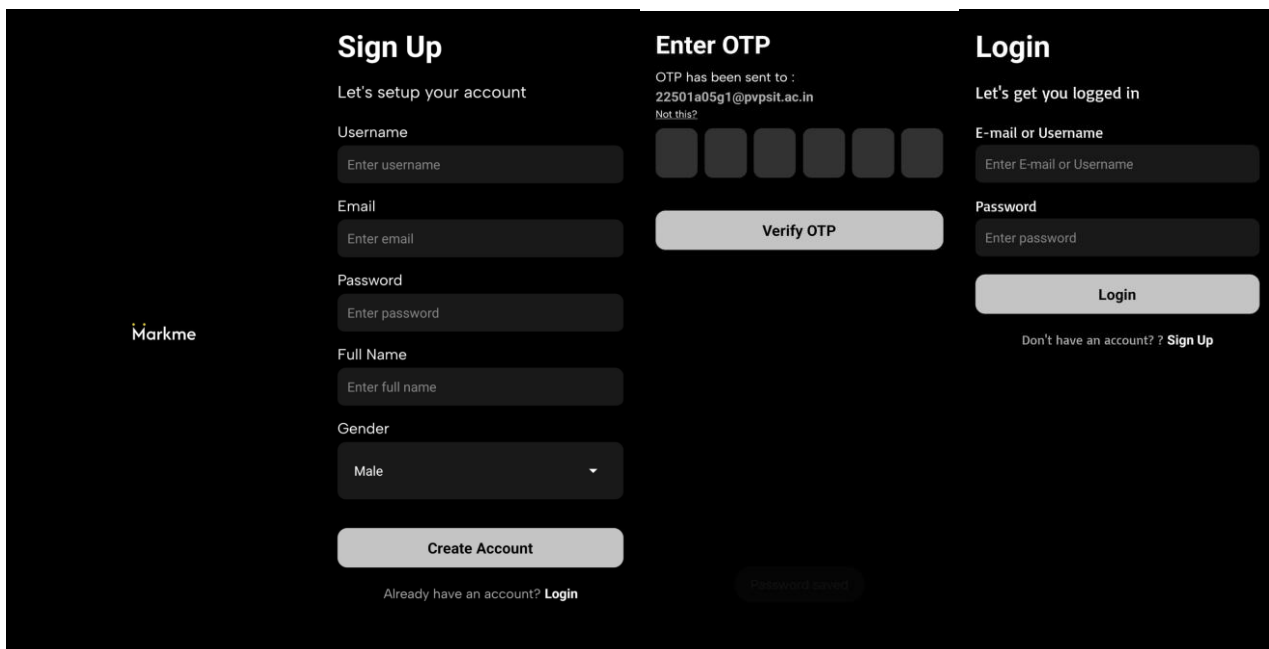 Markme
Sign Up
Let's setup your account
Username
Enter username
Email
Enter email
Password
Enter password
Full Name
Enter full name
Gender
Male
Create Account
Already have an account? Login
Enter OTP
OTP has been sent to :
22501a05g1@pvpsit.ac.in
Not this?
Verify OTP
Password saved
Login
Let's get you logged in
E-mail or Username
Enter E-mail or Username
Password
Enter password
Login
Don't have an account? ? Sign Up